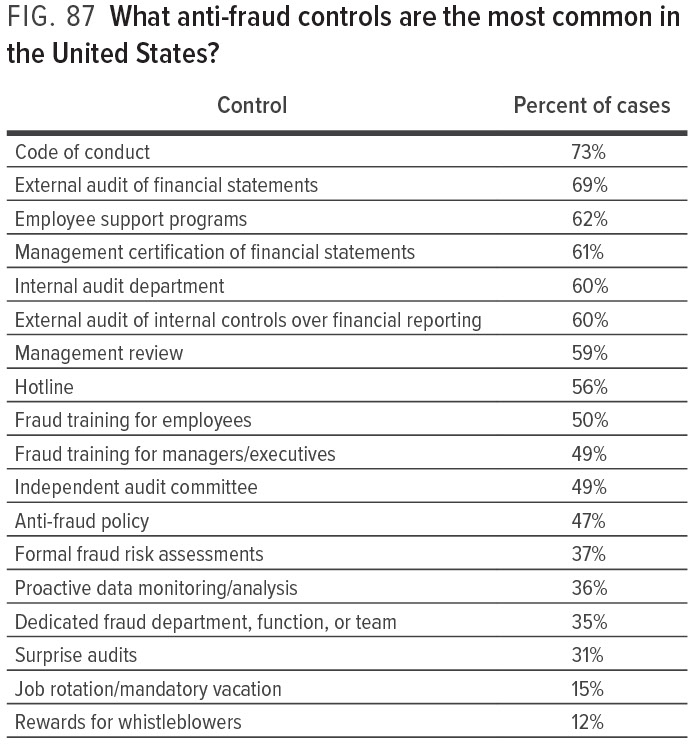 FIG. 87 What anti-fraud controls are the most common in
the United States?
Control Percent of cases
Code of conduct 73%
External audit of financial statements 69%
Employee support programs 62%
Management certification of financial statements 61%
Internal audit department 60%
External audit of internal controls over financial reporting 60%
Management review 59%
Hotline 56%
Fraud training for employees 50%
Fraud training for managers/executives 49%
Independent audit committee 49%
Anti-fraud policy 47%
Formal fraud risk assessments 37%
Proactive data monitoring/analysis 36%
Dedicated fraud department, function, or team 35%
Surprise audits 31%
Job rotation/mandatory vacation 15%
Rewards for whistleblowers 12%